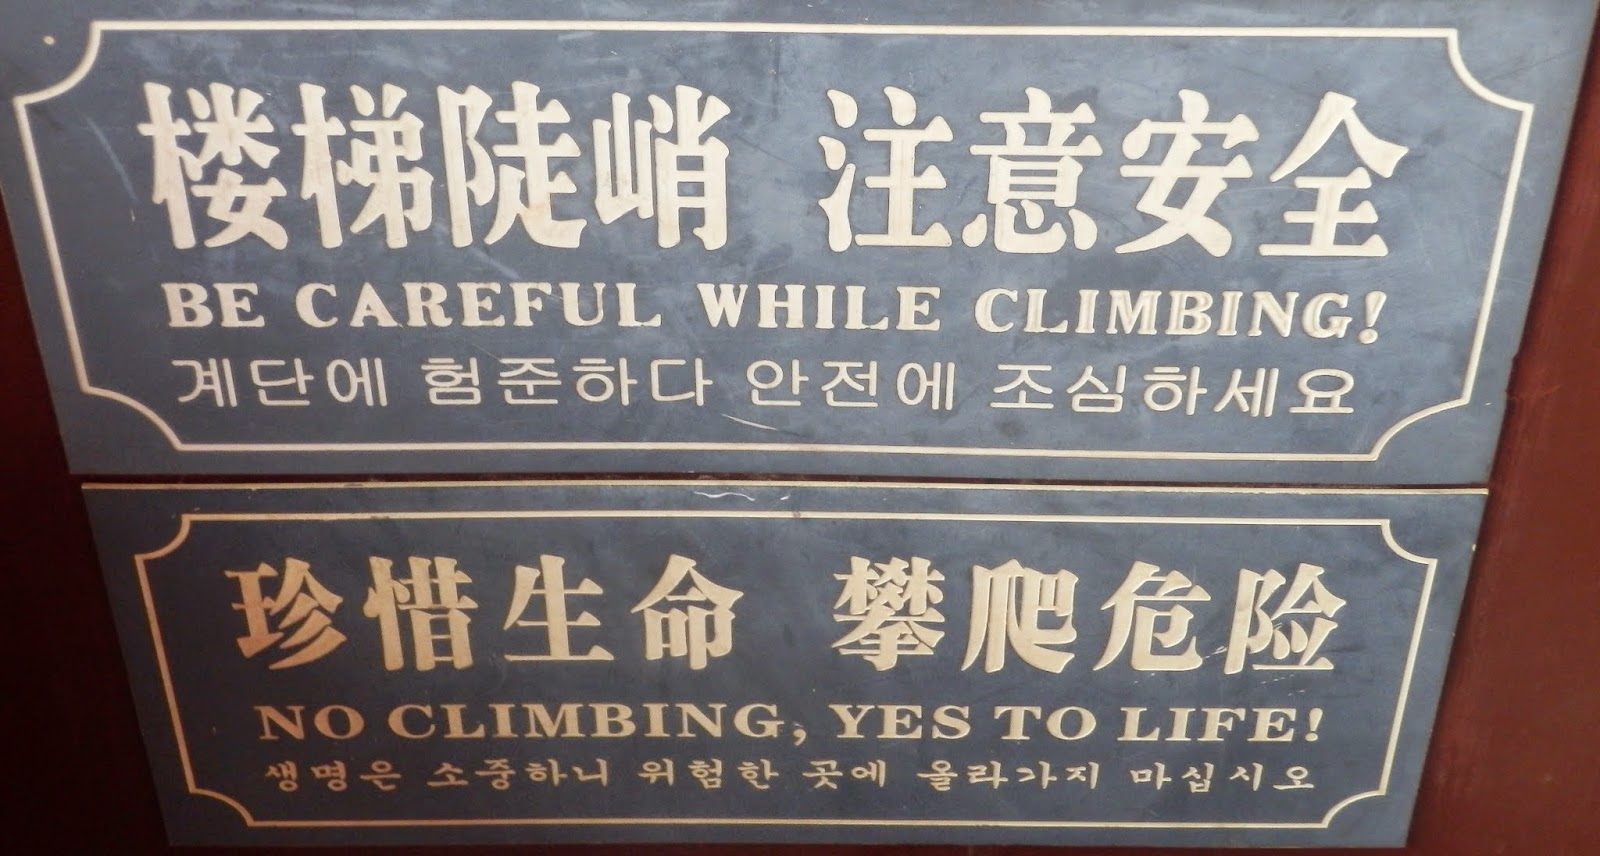 楼梯陡峭 注意安全
BE CAREFUL WHILE CLIMBING!
계단에 험준하다 안전에 조심하세요
珍惜生命 攀爬危险
NO CLIMBING, YES TO LIFE!
생명은 소중하니 위험한 곳에 올라가지 마십시오